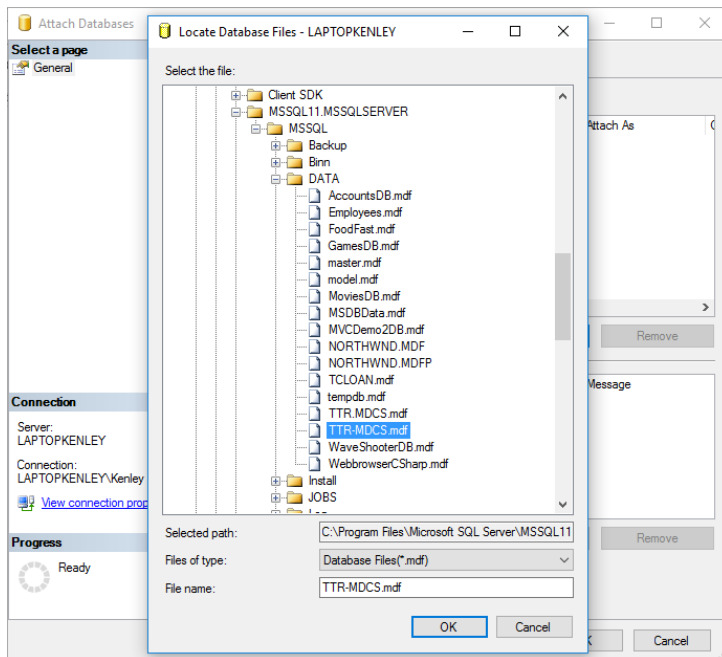 Attach Databases
Select a page
General
Attach As
Remove
Message
Connection
Server:
LAPTOPKENLEY
Connection:
LAPTOPKENLEY\Kenley
View connection prop
Progress
Ready
Remove
Cancel
Locate Database Files - LAPTOPKENLEY
Select the file:
Client SDK
MSSQL11.MSSQLSERVER
MSSQL
Backup
Binn
DATA
AccountsDB.mdf
Employees.mdf
FoodFast.mdf
GamesDB.mdf
master.mdf
model.mdf
MoviesDB.mdf
MSDBData.mdf
MVCDemo2DB.mdf
NORTHWND.MDF
NORTHWND.MDFP
TCLOAN.mdf
tempdb.mdf
TTR.MDCS.mdf
TTR-MDCS.mdf
WaveShooterDB.mdf
WebbrowserCSharp.mdf
Install
JOBS
Selected path:
C:\Program Files\Microsoft SQL Server\MSSQL11
Files of type:
Database Files(*.mdf)
File name:
TTR-MDCS.mdf
OK
Cancel